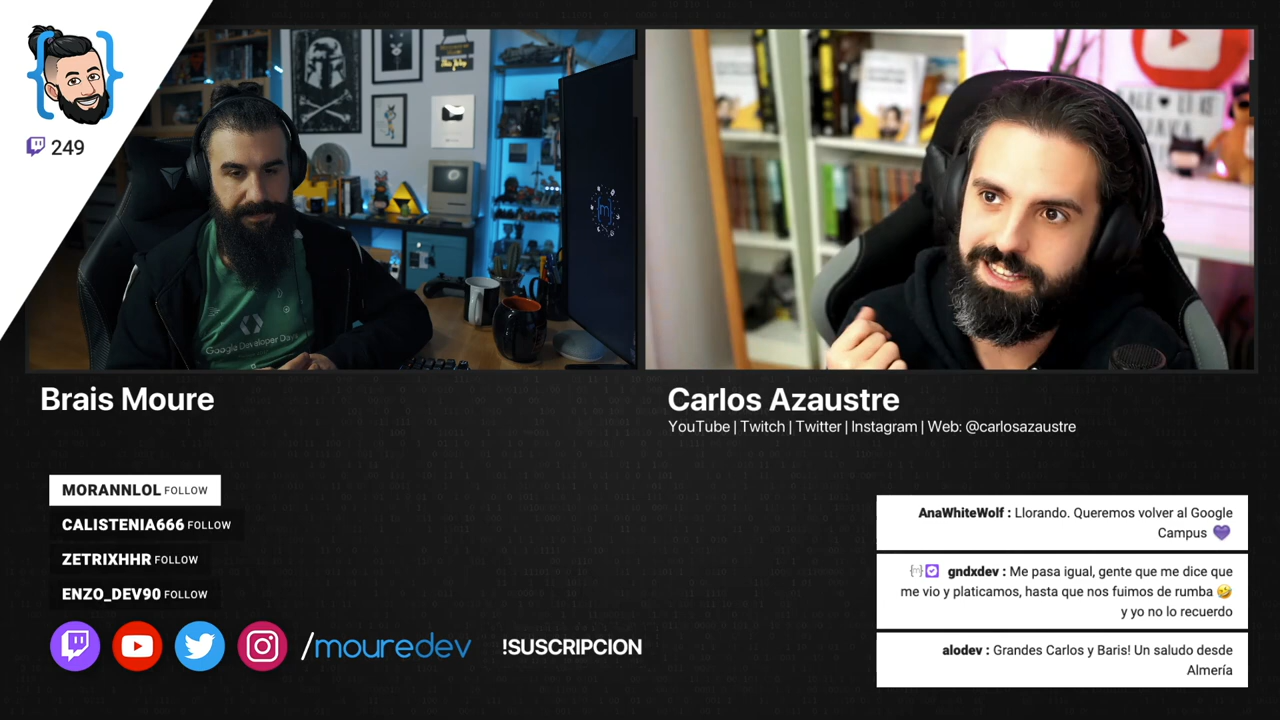 249
Google Developer Day
Brais Moure
Carlos Azaustre
YouTube | Twitch | Twitter | Instagram | Web: @carlosazaustre
MORANNLOL FOLLOW
CALISTENIA666 FOLLOW
ZETRIXHHR FOLLOW
ENZO_DEV90 FOLLOW
/mouredev
!SUSCRIPCION
AnaWhiteWolf : Llorando. Queremos volver al Google
Campus 💜
gndxdev : Me pasa igual, gente que me dice que
me vio y platicamos, hasta que nos fuimos de rumba 🤣
y yo no lo recuerdo
alodev : Grandes Carlos y Baris! Un saludo desde
Almería